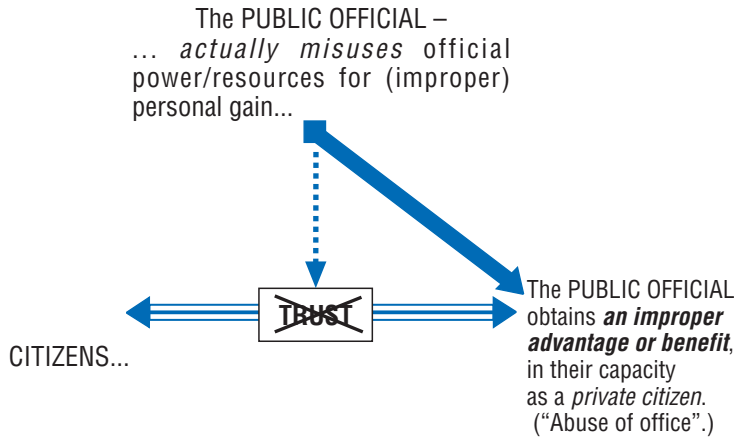 The PUBLIC OFFICIAL –
... actually misuses official
power/resources for (improper)
personal gain...
TRUST
CITIZENS...
The PUBLIC OFFICIAL
obtains an improper
advantage or benefit,
in their capacity
as a private citizen.
("Abuse of office".)